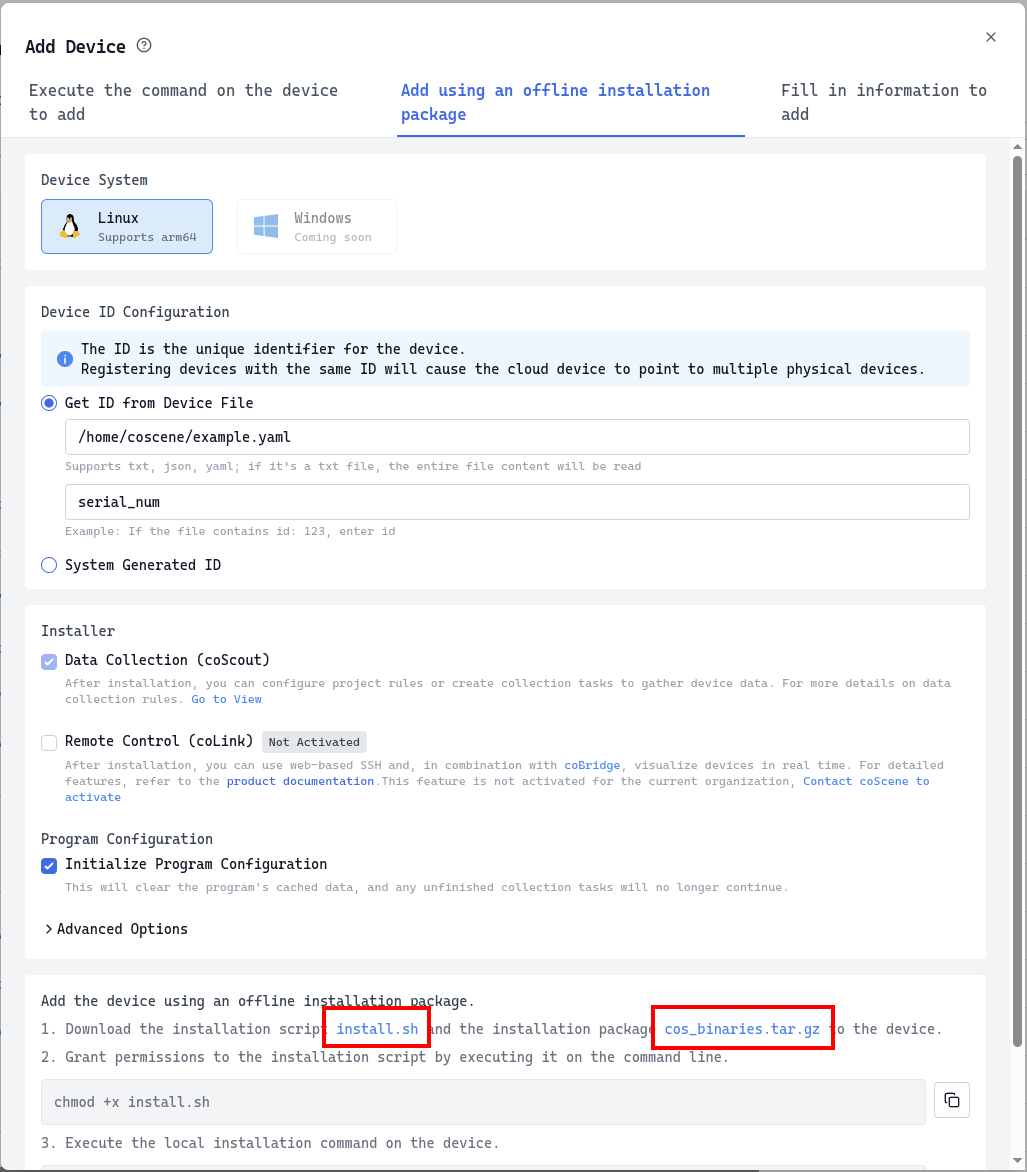 Add Device
Execute the command on the device
to add
Add using an offline installation
package
Fill in information to
add
Device System
Linux
Supports arm64
Windows
Coming soon
Device ID Configuration
The ID is the unique identifier for the device.
Registering devices with the same ID will cause the cloud device to point to multiple physical devices.
Get ID from Device File
/home/coscene/example.yaml
Supports txt, json, yaml; if it's a txt file, the entire file content will be read
serial_num
Example: If the file contains id: 123, enter id
System Generated ID
Installer
Data Collection (coScout)
After installation, you can configure project rules or create collection tasks to gather device data. For more details on data
collection rules. Go to View
Remote Control (coLink) Not Activated
After installation, you can use web-based SSH and, in combination with coBridge, visualize devices in real time. For detailed
features, refer to the product documentation.This feature is not activated for the current organization, Contact coScene to
activate
Program Configuration
Initialize Program Configuration
This will clear the program's cached data, and any unfinished collection tasks will no longer continue.
Advanced Options
Add the device using an offline installation package.
1. Download the installation script install.sh and the installation package cos_binaries.tar.gz to the device.
2. Grant permissions to the installation script by executing it on the command line.
chmod +x install.sh
3. Execute the local installation command on the device.